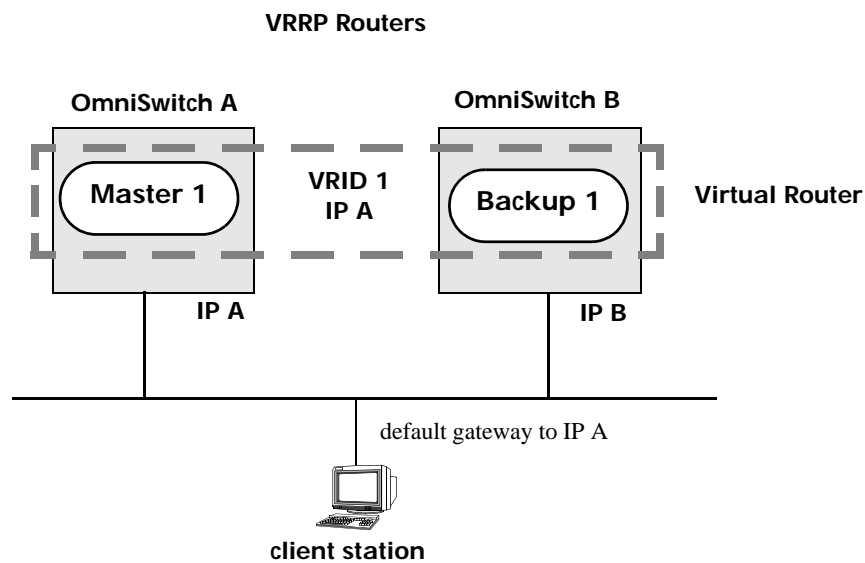 VRRP Routers
OmniSwitch A
OmniSwitch B
Master 1
VRID 1
IP A
Backup 1
Virtual Router
IP A
IP B
default gateway to IP A
client station